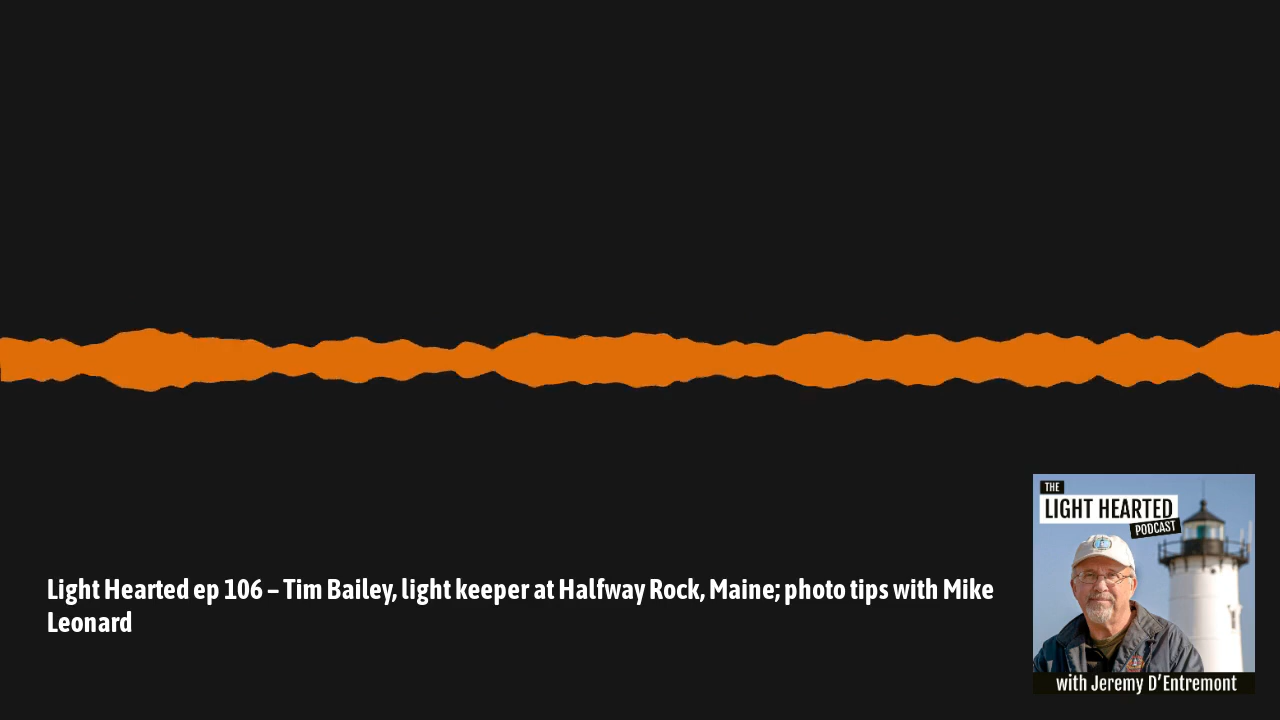 THE
LIGHT HEARTED
PODCAST
Light Hearted ep 106 – Tim Bailey, light keeper at Halfway Rock, Maine; photo tips with Mike
Leonard
with Jeremy D'Entremont